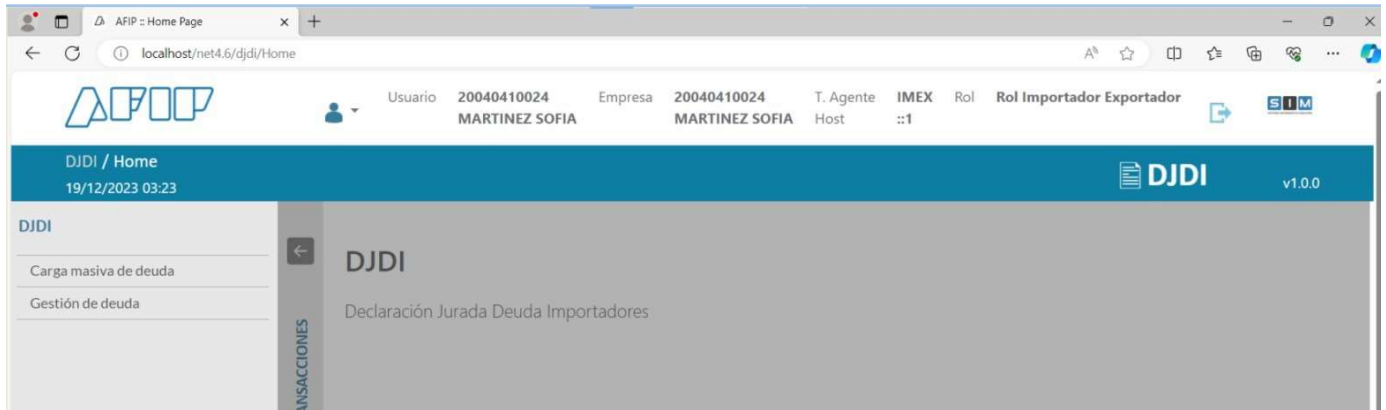 AFIP :: Home Page
localhost/net4.6/djdi/Home
AFIP
Usuario 20040410024 Empresa 20040410024 T. Agente IMEX Rol Rol Importador Exportador
MARTINEZ SOFIA MARTINEZ SOFIA Host ::1
SIM
DJDI / Home
19/12/2023 03:23
DJDI
v1.0.0
DJDI
Carga masiva de deuda
Gestión de deuda
ANSACCIONES
DJDI
Declaración Jurada Deuda Importadores